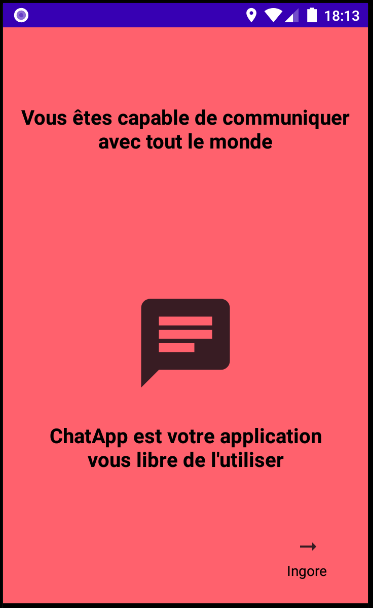 18:13
Vous êtes capable de communiquer
avec tout le monde
ChatApp est votre application
vous libre de l'utiliser
Ingore